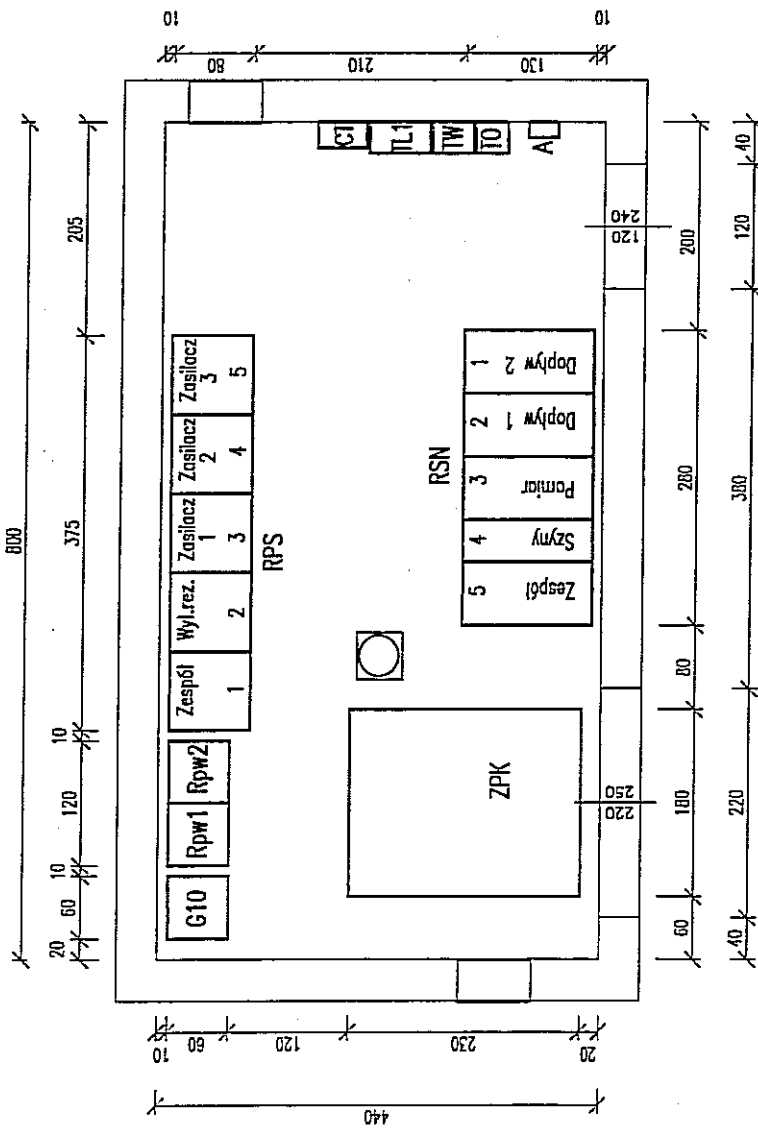 10
80
210
130
10
800
205
375
10
120
10
60
20
C1
TL1
TW
TO
A
Zasilacz
3
5
Zasilacz
2
4
Zasilacz
1
3
Wył.rez.
2
Zespół
1
RPS
RSN
1
Dopływ 2
2
Dopływ 1
3
Pomiar
4
Szyny
5
Zespół
Rpw2
Rpw1
G10
ZPK
120
240
220
250
200
280
80
180
60
40
120
380
220
40
10
60
120
230
20
440